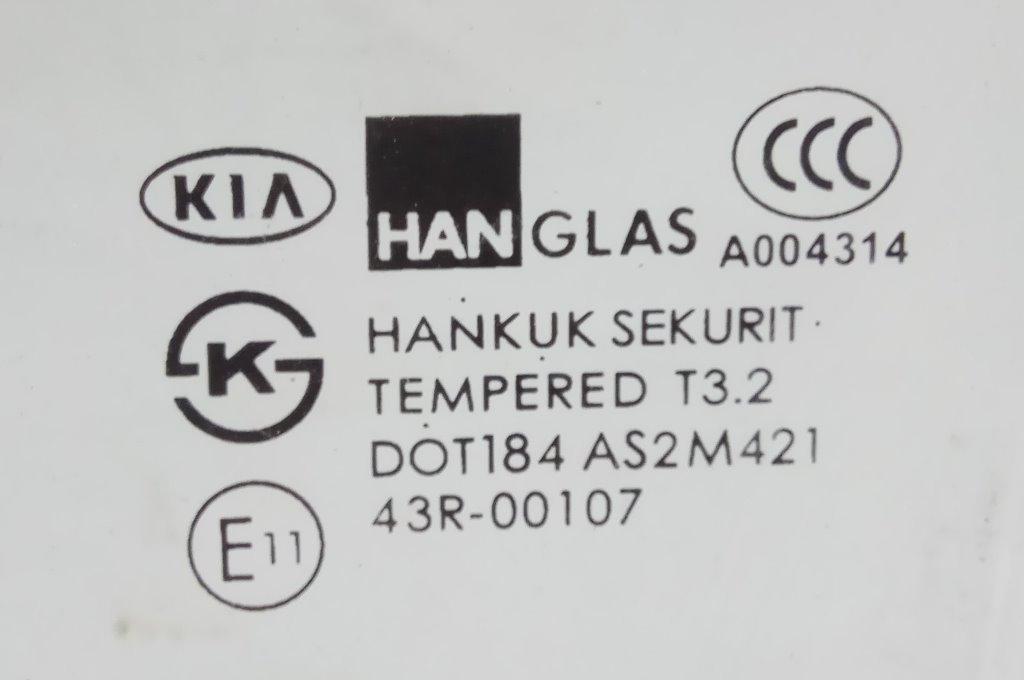 KIA
HANGLAS
CCC
A004314
K
HANKUK SEKURIT
TEMPERED T3.2
DOT184 AS2M421
43R-00107
E11